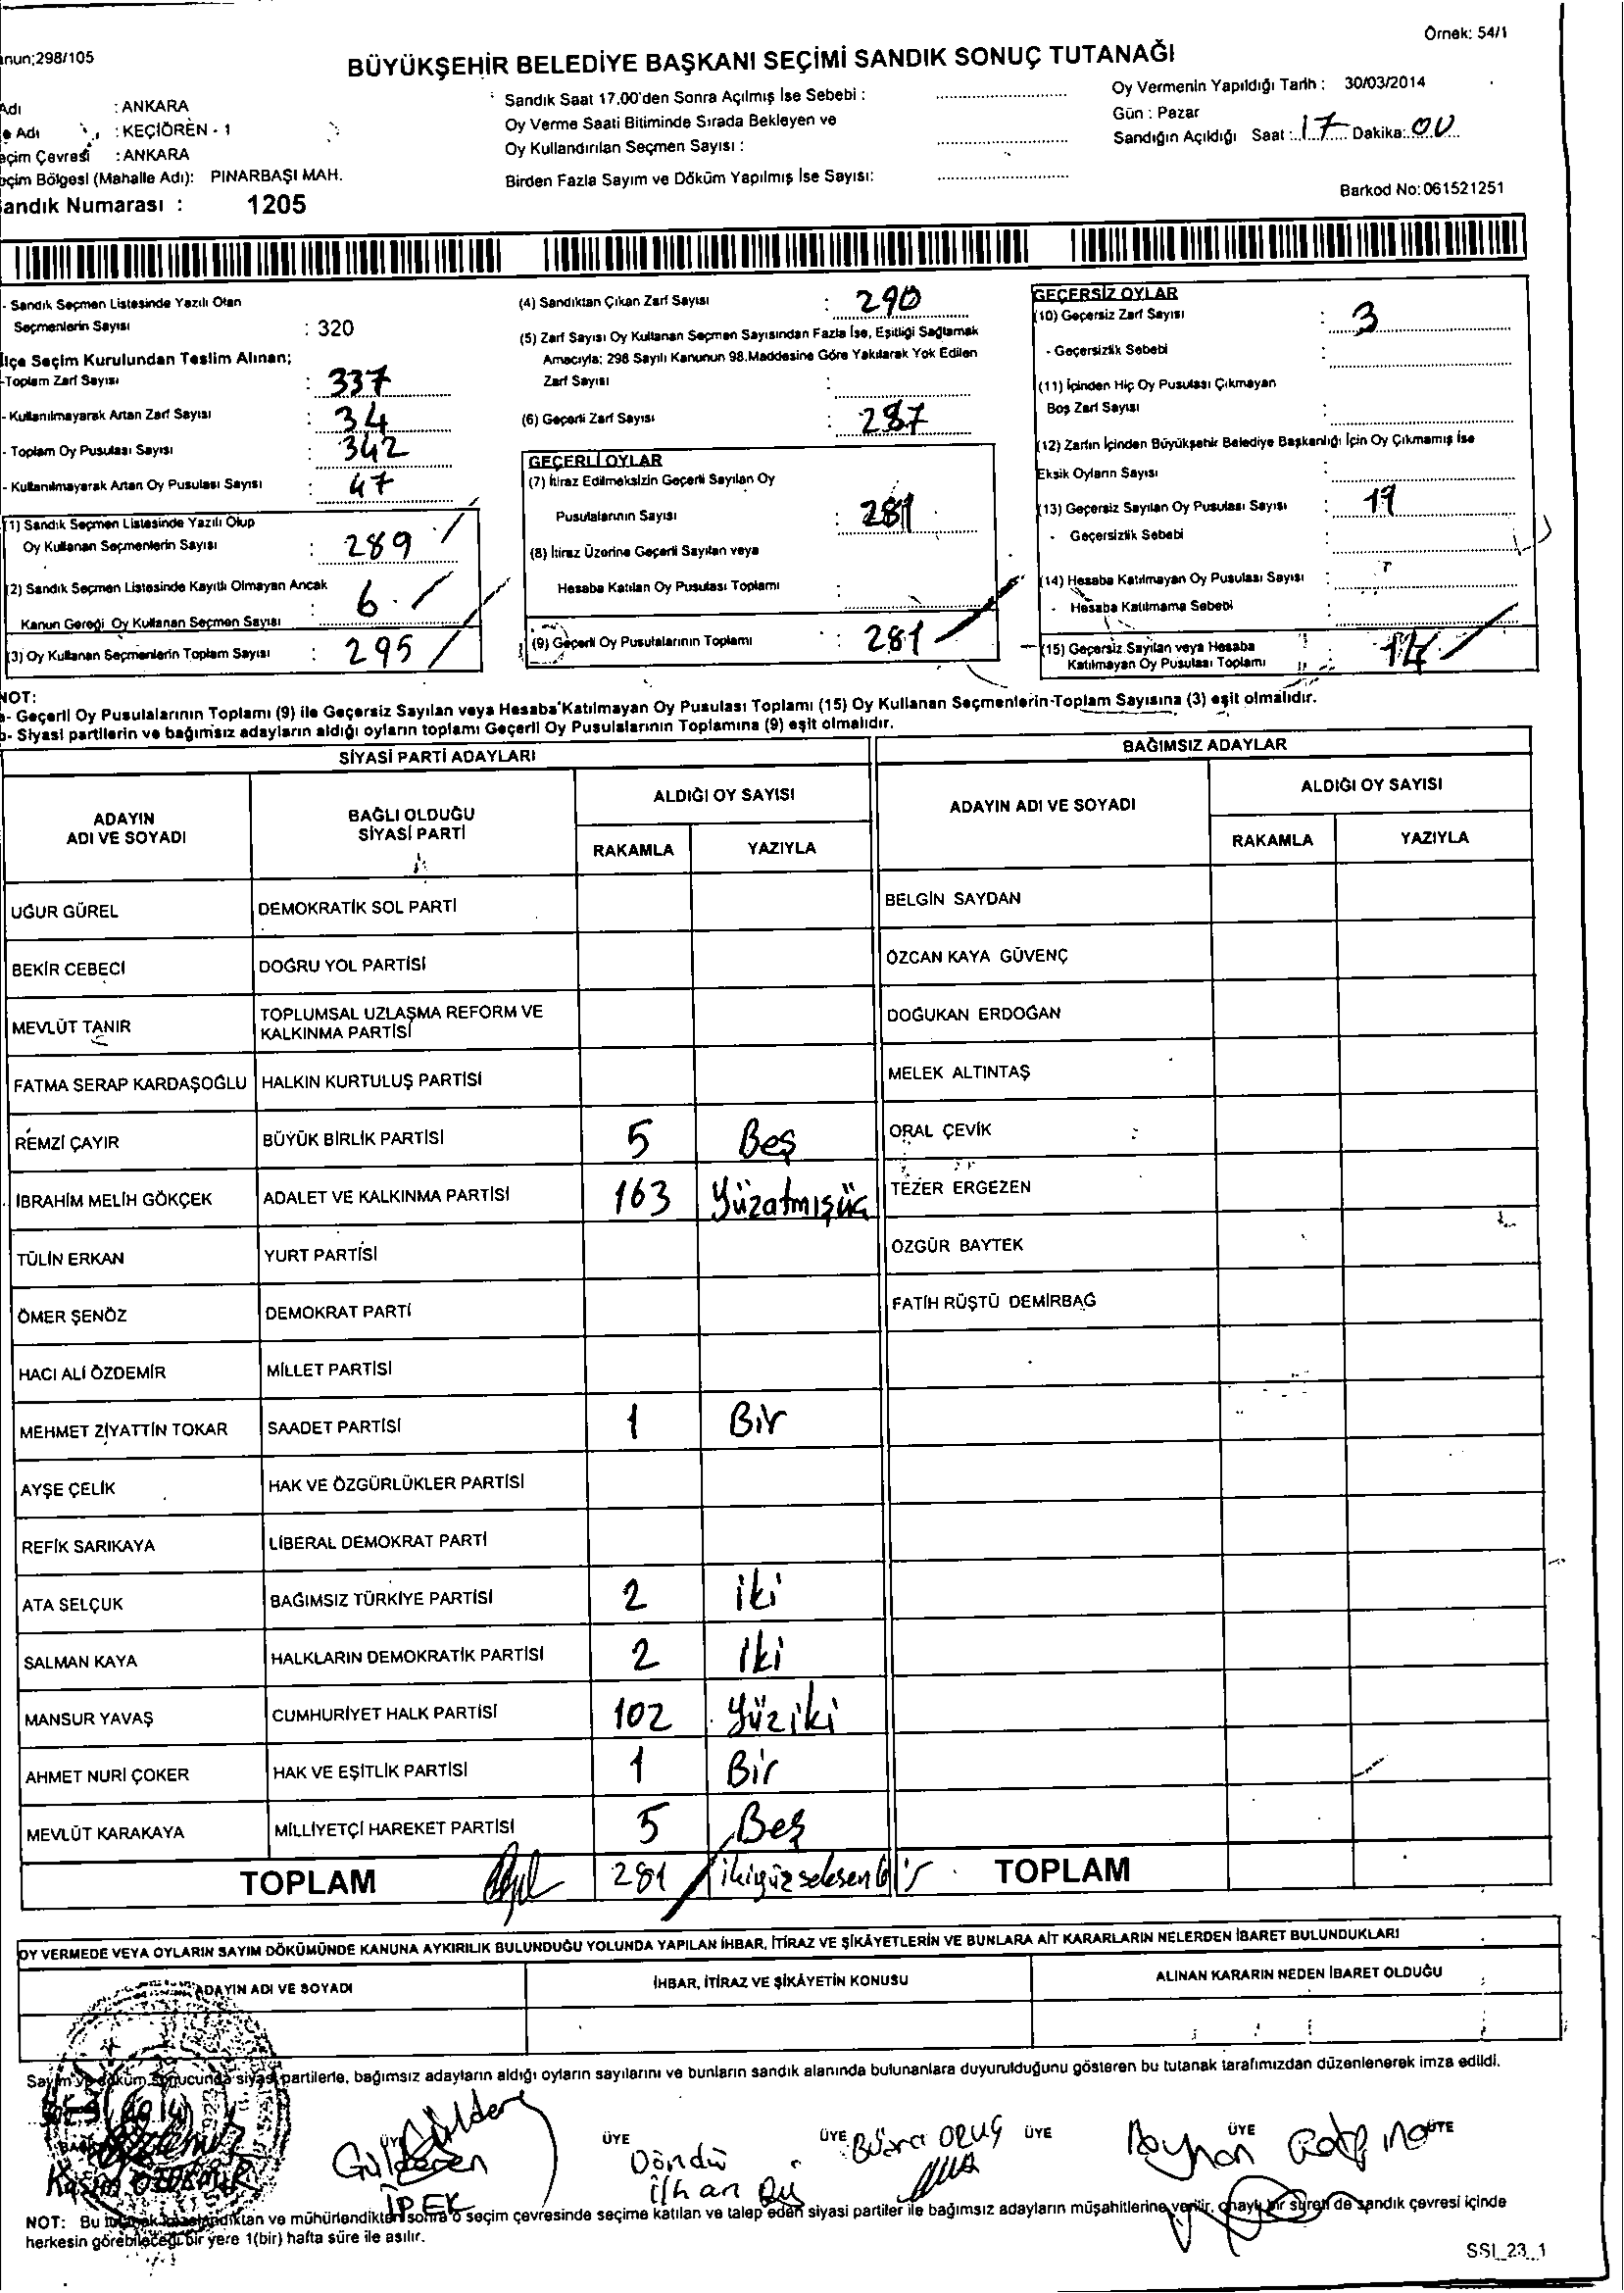 Örnek: 54/1
nun;298/105
BÜYÜKŞEHİR BELEDİYE BAŞKANI SEÇİMİ SANDIK SONUÇ TUTANAĞI
Adı : ANKARA
e Adı : KEÇİÖREN - 1
eçim Çevresi : ANKARA
eçim Bölgesi (Mahalle Adı): PINARBAŞI MAH.
andık Numarası : 1205
Sandık Saat 17.00'den Sonra Açılmış İse Sebebi :
Oy Verme Saati Bitiminde Sırada Bekleyen ve
Oy Kullandırılan Seçmen Sayısı :
Birden Fazla Sayım ve Döküm Yapılmış İse Sayısı:
Oy Vermenin Yapıldığı Tarih : 30/03/2014
Gün : Pazar
Sandığın Açıldığı Saat : 17 Dakika: 00
Barkod No: 061521251
- Sandık Seçmen Listesinde Yazılı Olan
Seçmenlerin Sayısı : 320
İlçe Seçim Kurulundan Teslim Alınan;
-Toplam Zarf Sayısı : 337
- Kullanılmayarak Artan Zarf Sayısı : 34
- Toplam Oy Pusulası Sayısı : 342
- Kullanılmayarak Artan Oy Pusulası Sayısı : 47
(1) Sandık Seçmen Listesinde Yazılı Olup
Oy Kullanan Seçmenlerin Sayısı : 289
(2) Sandık Seçmen Listesinde Kayıtlı Olmayan Ancak
Kanun Gereği Oy Kullanan Seçmen Sayısı : 6
(3) Oy Kullanan Seçmenlerin Toplam Sayısı : 295
(4) Sandıktan Çıkan Zarf Sayısı : 290
(5) Zarf Sayısı Oy Kullanan Seçmen Sayısından Fazla İse, Eşitliği Sağlamak
Amacıyla; 298 Sayılı Kanunun 98.Maddesine Göre Yakılarak Yok Edilen
Zarf Sayısı :
(6) Geçerli Zarf Sayısı : 287
GEÇERLİ OYLAR
(7) İtiraz Edilmeksizin Geçerli Sayılan Oy
Pusulalarının Sayısı : 281
(8) İtiraz Üzerine Geçerli Sayılan veya
Hesaba Katılan Oy Pusulası Toplamı :
(9) Geçerli Oy Pusulalarının Toplamı : 281
GEÇERSİZ OYLAR
(10) Geçersiz Zarf Sayısı : 3
- Geçersizlik Sebebi :
(11) İçinden Hiç Oy Pusulası Çıkmayan
Boş Zarf Sayısı :
(12) Zarfın İçinden Büyükşehir Belediye Başkanlığı İçin Oy Çıkmamış İse
Eksik Oyların Sayısı :
(13) Geçersiz Sayılan Oy Pusulası Sayısı :
- Geçersizlik Sebebi :
(14) Hesaba Katılmayan Oy Pusulası Sayısı :
- Hesaba Katılmama Sebebi :
(15) Geçersiz Sayılan veya Hesaba
Katılmayan Oy Pusulası Toplamı : 14
NOT:
a- Geçerli Oy Pusulalarının Toplamı (9) ile Geçersiz Sayılan veya Hesaba Katılmayan Oy Pusulası Toplamı (15) Oy Kullanan Seçmenlerin Toplam Sayısına (3) eşit olmalıdır.
b- Siyasi partilerin ve bağımsız adayların aldığı oyların toplamı Geçerli Oy Pusulalarının Toplamına (9) eşit olmalıdır.
SİYASİ PARTİ ADAYLARI
ADAYIN ADI VE SOYADI
BAĞLI OLDUĞU SİYASİ PARTİ
ALDIĞI OY SAYISI
RAKAMLA YAZIYLA
UĞUR GÜREL DEMOKRATİK SOL PARTİ
BEKİR CEBECİ DOĞRU YOL PARTİSİ
MEVLÜT TANIR TOPLUMSAL UZLAŞMA REFORM VE KALKINMA PARTİSİ
FATMA SERAP KARDAŞOĞLU HALKIN KURTULUŞ PARTİSİ
REMZİ ÇAYIR BÜYÜK BİRLİK PARTİSİ 5 Beş
İBRAHİM MELİH GÖKÇEK ADALET VE KALKINMA PARTİSİ 163 Yüzatmışüç
TÜLİN ERKAN YURT PARTİSİ
ÖMER ŞENÖZ DEMOKRAT PARTİ
HACI ALİ ÖZDEMİR MİLLET PARTİSİ
MEHMET ZİYATTİN TOKAR SAADET PARTİSİ 1 Bir
AYŞE ÇELİK HAK VE ÖZGÜRLÜKLER PARTİSİ
REFİK SARIKAYA LİBERAL DEMOKRAT PARTİ
ATA SELÇUK BAĞIMSIZ TÜRKİYE PARTİSİ 2 iki
SALMAN KAYA HALKLARIN DEMOKRATİK PARTİSİ 2 iki
MANSUR YAVAŞ CUMHURİYET HALK PARTİSİ 102 Yüziki
AHMET NURİ ÇOKER HAK VE EŞİTLİK PARTİSİ 1 Bir
MEVLÜT KARAKAYA MİLLİYETÇİ HAREKET PARTİSİ 5 Beş
TOPLAM 281 ikiyüzseksenbir
BAĞIMSIZ ADAYLAR
ADAYIN ADI VE SOYADI
ALDIĞI OY SAYISI
RAKAMLA YAZIYLA
BELGİN SAYDAN
ÖZCAN KAYA GÜVENÇ
DOĞUKAN ERDOĞAN
MELEK ALTINTAŞ
ORAL ÇEVİK
TEZER ERGEZEN
ÖZGÜR BAYTEK
FATİH RÜŞTÜ DEMİRBAĞ
TOPLAM
OY VERMEDE VEYA OYLARIN SAYIM DÖKÜMÜNDE KANUNA AYKIRILIK BULUNDUĞU YOLUNDA YAPILAN İHBAR, İTİRAZ VE ŞİKÂYETLERİN VE BUNLARA AİT KARARLARIN NELERDEN İBARET BULUNDUKLARI
ADAYIN ADI VE SOYADI
İHBAR, İTİRAZ VE ŞİKÂYETİN KONUSU
ALINAN KARARIN NEDEN İBARET OLDUĞU
Sayım ve döküm sonucunda siyasi partilerle, bağımsız adayların aldığı oyların sayılarını ve bunların sandık alanında bulunanlara duyurulduğunu gösteren bu tutanak tarafımızdan düzenlenerek imza edildi.
ÜYE ÜYE ÜYE ÜYE ÜYE ÜYE
Kasım ÖZDEMİR
Gülderen İPEK
Döndü ilhan
Büşra ORUÇ
NOT: Bu tutanak imzalandıktan ve mühürlendikten sonra o seçim çevresinde seçime katılan ve talep eden siyasi partiler ile bağımsız adayların müşahitlerine verilir, onaylı bir sureti de sandık çevresi içinde
herkesin görebileceği bir yere 1(bir) hafta süre ile asılır.
SSI_23_1